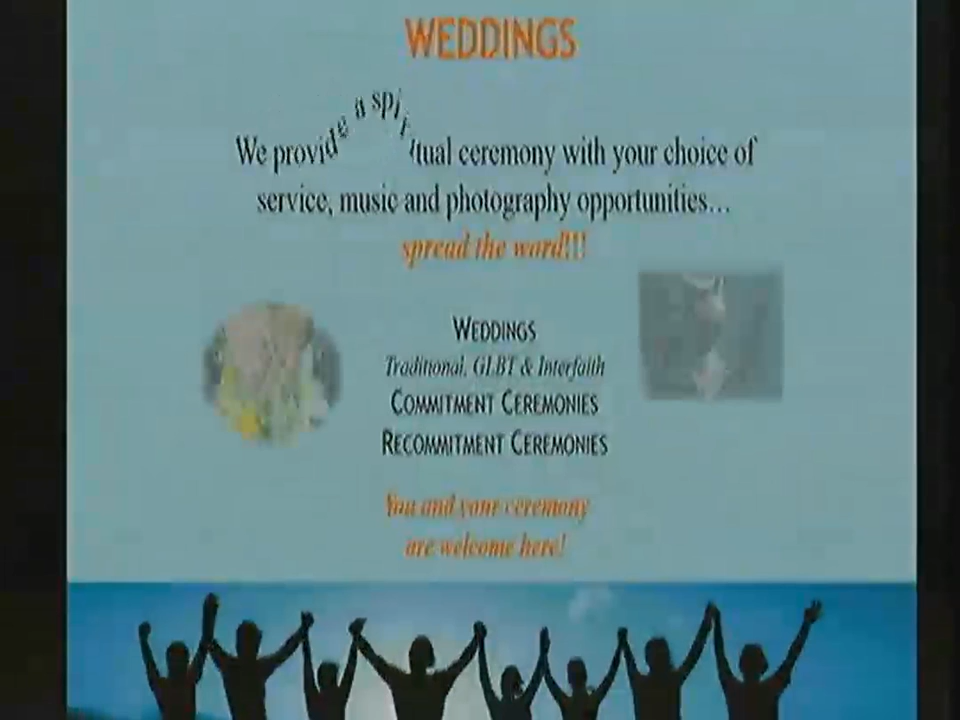 WEDDINGS
We provide a spiritual ceremony with your choice of
service, music and photography opportunities...
spread the word!!!
WEDDINGS
Traditional, GLBT & Interfaith
COMMITMENT CEREMONIES
RECOMMITMENT CEREMONIES
You and your ceremony
are welcome here!